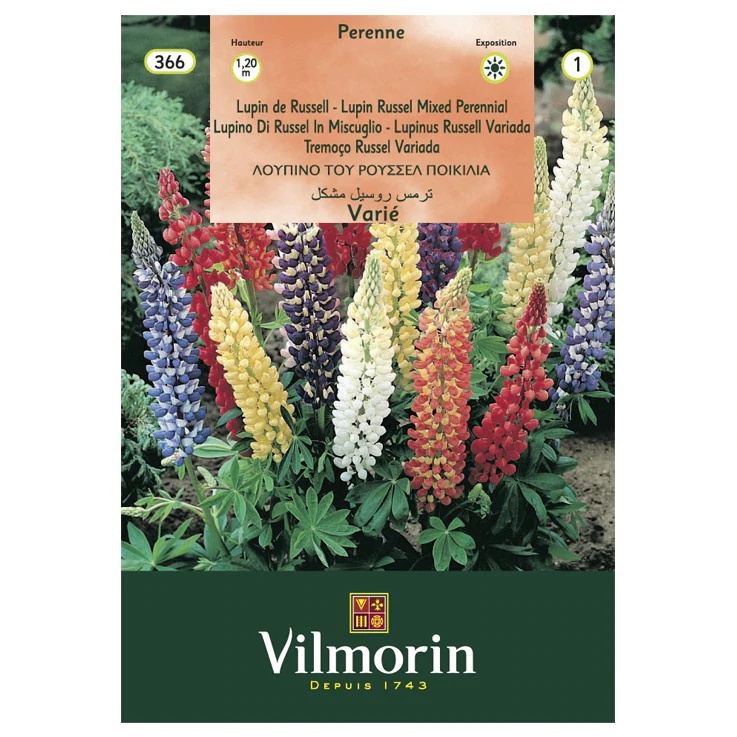 Perenne
Hauteur
Exposition
366
1,20
m
1
Lupin de Russell - Lupin Russel Mixed Perennial
Lupino Di Russel In Miscuglio - Lupinus Russell Variada
Tremoço Russel Variada
ΛΟΥΠΙΝΟ ΤΟΥ ΡΟΥΣΣΕΛ ΠΟΙΚΙΛΙΑ
ترمس روسيل مشكل
Varié
Vilmorin
DEPUIS 1743